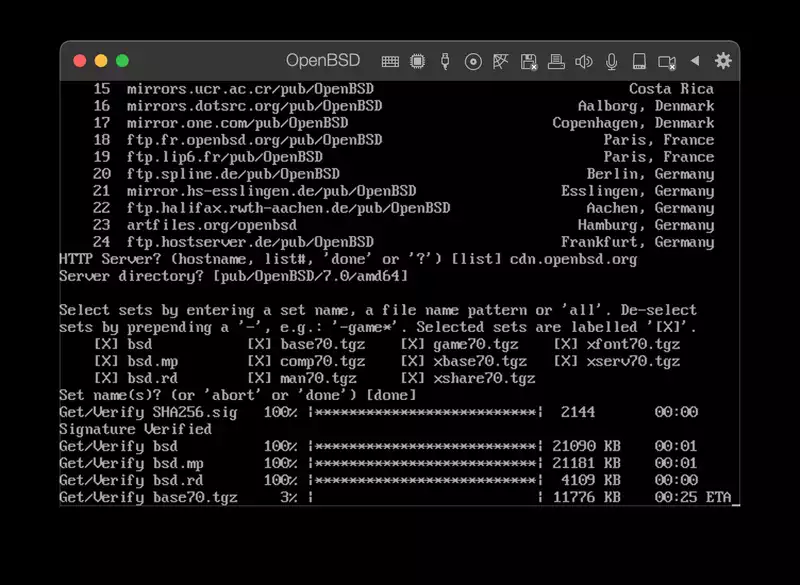 OpenBSD
15 mirrors.ucr.ac.cr/pub/OpenBSD Costa Rica
16 mirrors.dotsrc.org/pub/OpenBSD Aalborg, Denmark
17 mirror.one.com/pub/OpenBSD Copenhagen, Denmark
18 ftp.fr.openbsd.org/pub/OpenBSD Paris, France
19 ftp.lip6.fr/pub/OpenBSD Paris, France
20 ftp.spline.de/pub/OpenBSD Berlin, Germany
21 mirror.hs-esslingen.de/pub/OpenBSD Esslingen, Germany
22 ftp.halifax.rwth-aachen.de/pub/OpenBSD Aachen, Germany
23 artfiles.org/openbsd Hamburg, Germany
24 ftp.hostserver.de/pub/OpenBSD Frankfurt, Germany
HTTP Server? (hostname, list#, 'done' or '?') [list] cdn.openbsd.org
Server directory? [pub/OpenBSD/7.0/amd64]
Select sets by entering a set name, a file name pattern or 'all'. De-select
sets by prepending a '-', e.g.: '-game*'. Selected sets are labelled '[X]'.
[X] bsd [X] base70.tgz [X] game70.tgz [X] xfont70.tgz
[X] bsd.mp [X] comp70.tgz [X] xbase70.tgz [X] xserv70.tgz
[X] bsd.rd [X] man70.tgz [X] xshare70.tgz
Set name(s)? (or 'abort' or 'done') [done]
Get/Verify SHA256.sig 100% |**************************| 2144 00:00
Signature Verified
Get/Verify bsd 100% |**************************| 21090 KB 00:01
Get/Verify bsd.mp 100% |**************************| 21181 KB 00:01
Get/Verify bsd.rd 100% |**************************| 4109 KB 00:00
Get/Verify base70.tgz 3% | | 11776 KB 00:25 ETA_